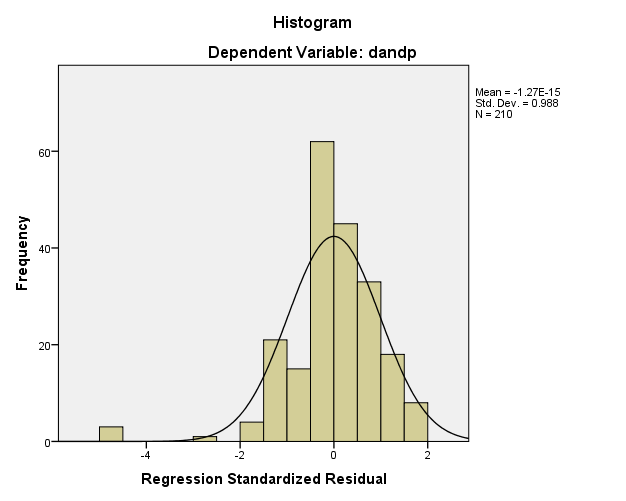 Histogram
Dependent Variable: dandp
Mean = -1.27E-15
Std. Dev. = 0.988
N = 210
Frequency
60
40
20
0
-4
-2
0
2
Regression Standardized Residual